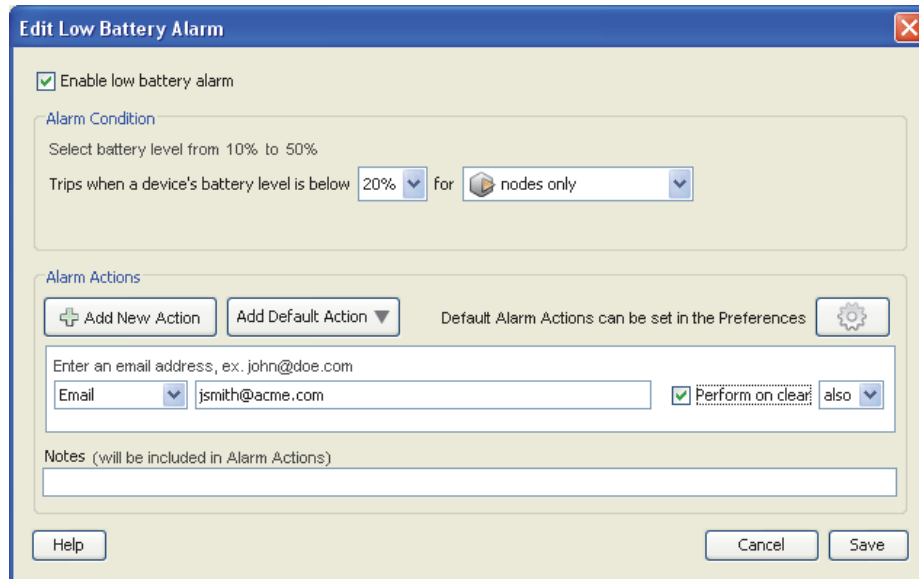 Edit Low Battery Alarm
Enable low battery alarm
Alarm Condition
Select battery level from 10% to 50%
Trips when a device's battery level is below 20% for nodes only
Alarm Actions
Add New Action Add Default Action Default Alarm Actions can be set in the Preferences
Enter an email address, ex. john@doe.com
Email jsmith@acme.com Perform on clear also
Notes (will be included in Alarm Actions)
Help Cancel Save